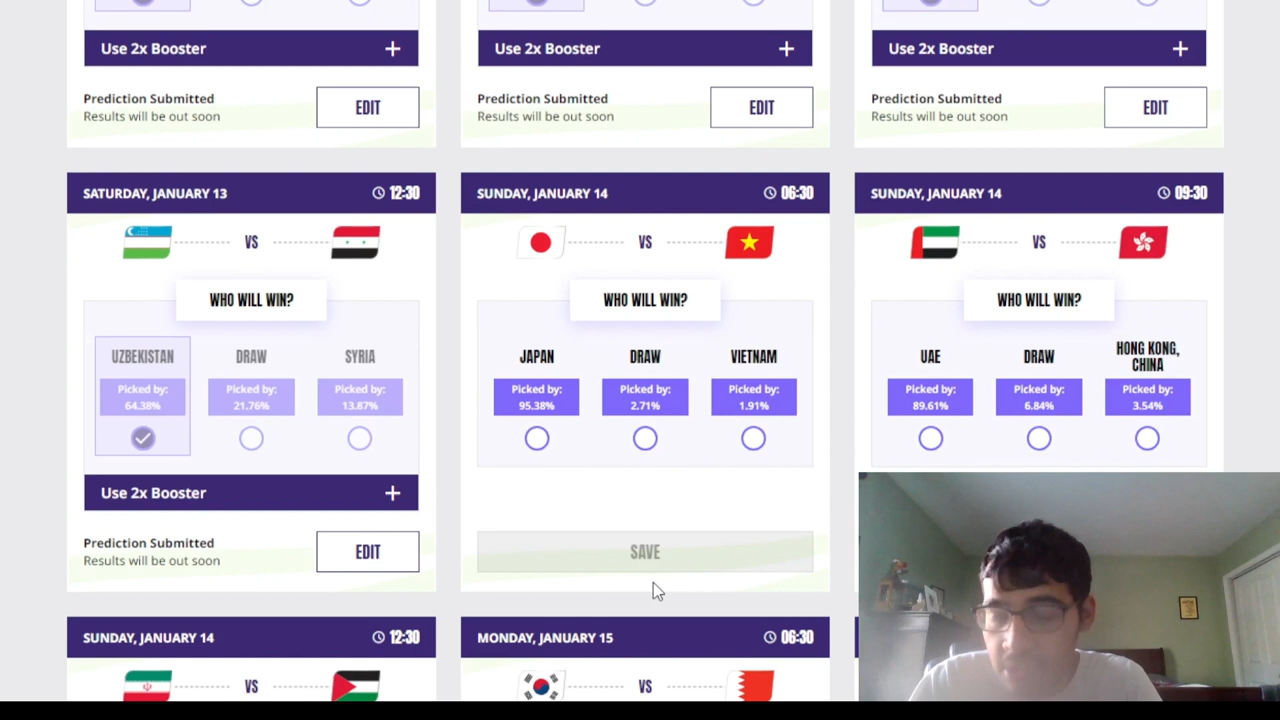 Use 2x Booster +
Use 2x Booster +
Use 2x Booster +
Prediction Submitted
Results will be out soon
EDIT
Prediction Submitted
Results will be out soon
EDIT
Prediction Submitted
Results will be out soon
EDIT
SATURDAY, JANUARY 13 12:30
VS
WHO WILL WIN?
UZBEKISTAN DRAW SYRIA
Picked by: Picked by: Picked by:
64.38% 21.76% 13.87%
Use 2x Booster +
Prediction Submitted
Results will be out soon
EDIT
SUNDAY, JANUARY 14 06:30
VS
WHO WILL WIN?
JAPAN DRAW VIETNAM
Picked by: Picked by: Picked by:
95.38% 2.71% 1.91%
SAVE
SUNDAY, JANUARY 14 09:30
VS
WHO WILL WIN?
UAE DRAW HONG KONG,
CHINA
Picked by: Picked by: Picked by:
89.61% 6.84% 3.54%
SUNDAY, JANUARY 14 12:30
VS
MONDAY, JANUARY 15 06:30
VS